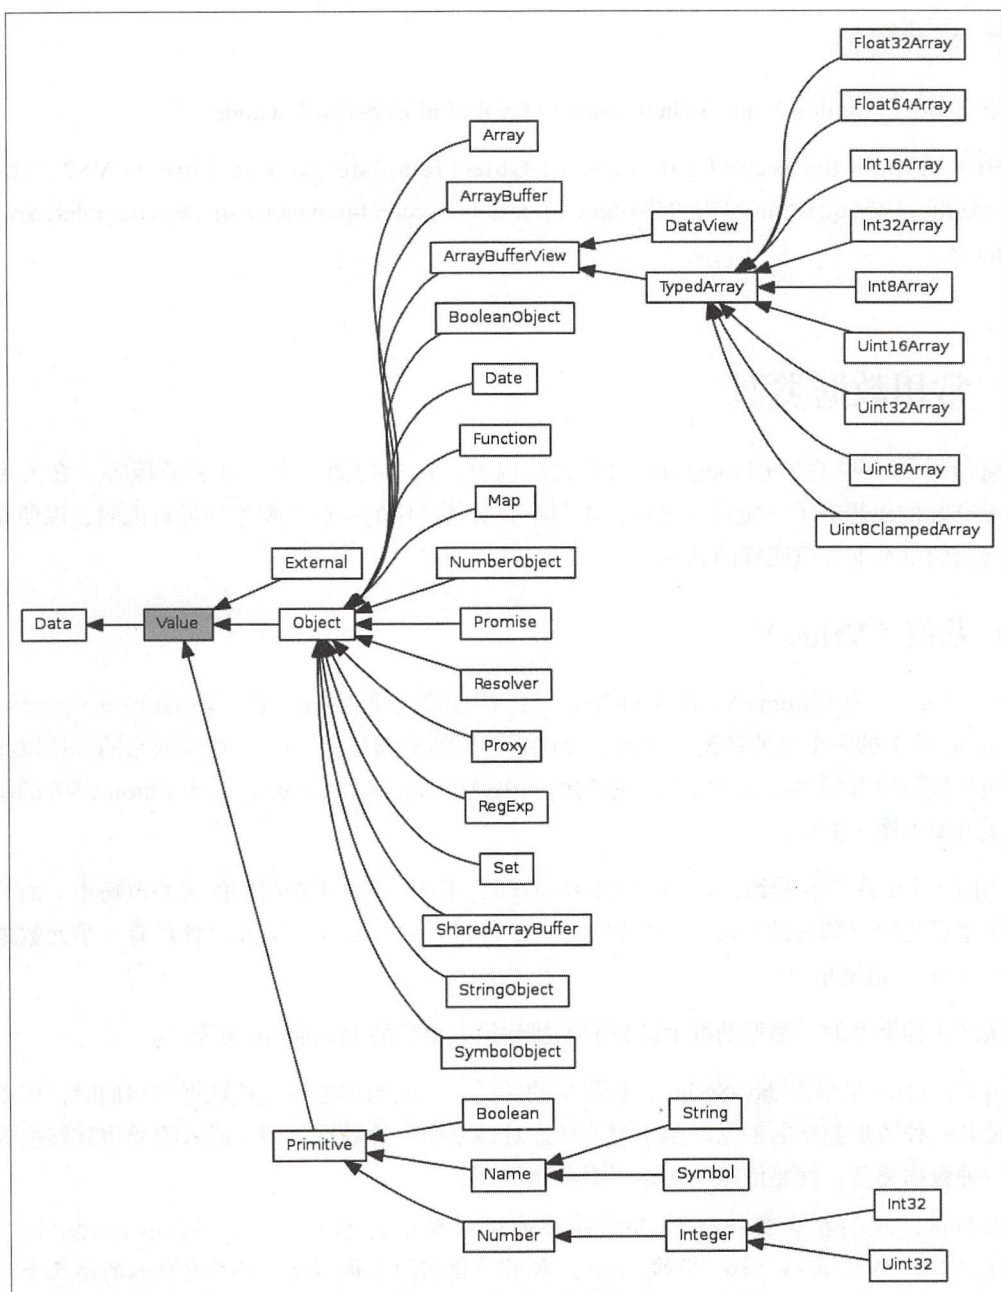 Float32Array
Float64Array
Array
Int16Array
ArrayBuffer
DataView
Int32Array
ArrayBufferView
TypedArray
Int8Array
BooleanObject
Uint16Array
Date
Uint32Array
Function
Uint8Array
Map
Uint8ClampedArray
External
NumberObject
Data
Value
Object
Promise
Resolver
Proxy
RegExp
Set
SharedArrayBuffer
StringObject
SymbolObject
Boolean
String
Primitive
Name
Symbol
Int32
Number
Integer
Uint32